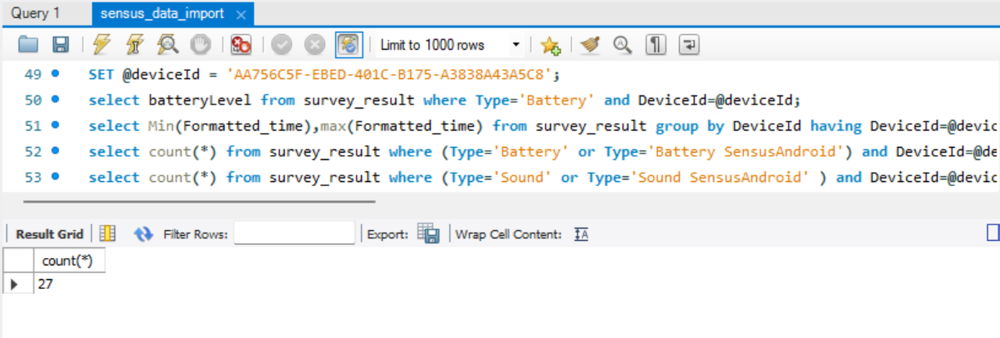 Query 1 sensus_data_import
Limit to 1000 rows
49 SET @deviceId = 'AA756C5F-EBED-401C-B175-A3838A43A5C8';
50 select batteryLevel from survey_result where Type='Battery' and DeviceId=@deviceId;
51 select Min(Formatted_time),max(Formatted_time) from survey_result group by DeviceId having DeviceId=@devic
52 select count(*) from survey_result where (Type='Battery' or Type='Battery SensusAndroid') and DeviceId=@de
53 select count(*) from survey_result where (Type='Sound' or Type='Sound SensusAndroid' ) and DeviceId=@devic
Result Grid Filter Rows: Export: Wrap Cell Content: IA
count(*)
27